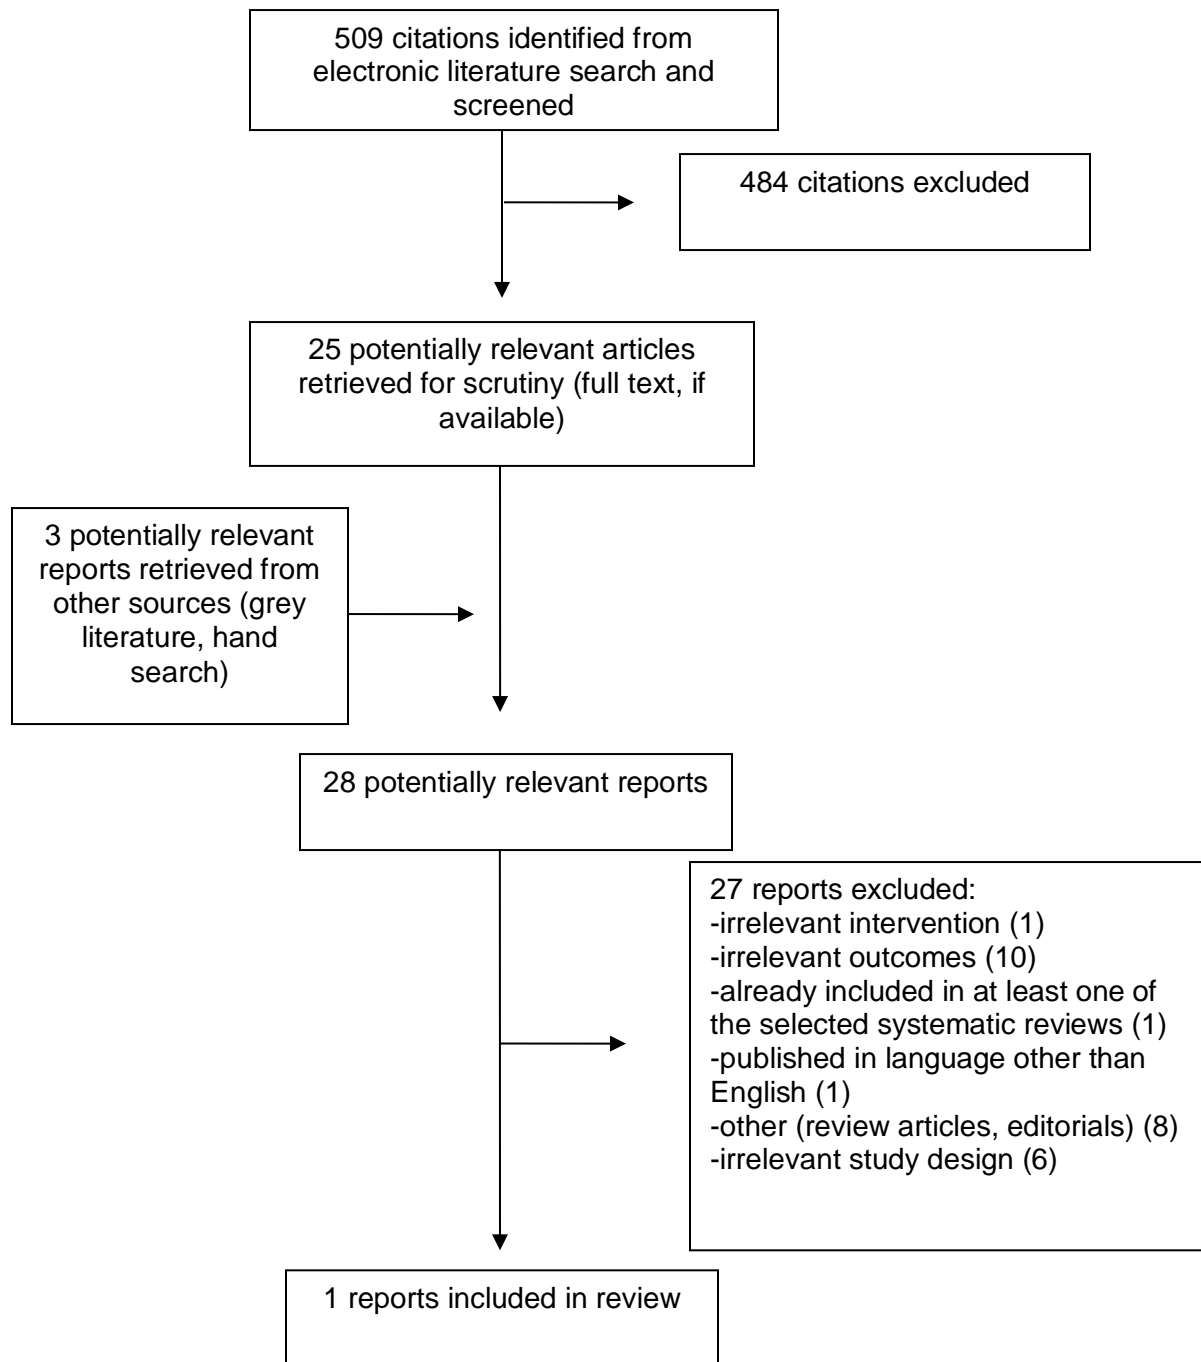 509 citations identified from
electronic literature search and
screened
484 citations excluded
25 potentially relevant articles
retrieved for scrutiny (full text, if
available)
3 potentially relevant
reports retrieved from
other sources (grey
literature, hand
search)
28 potentially relevant reports
27 reports excluded:
-irrelevant intervention (1)
-irrelevant outcomes (10)
-already included in at least one of
the selected systematic reviews (1)
-published in language other than
English (1)
-other (review articles, editorials) (8)
-irrelevant study design (6)
1 reports included in review